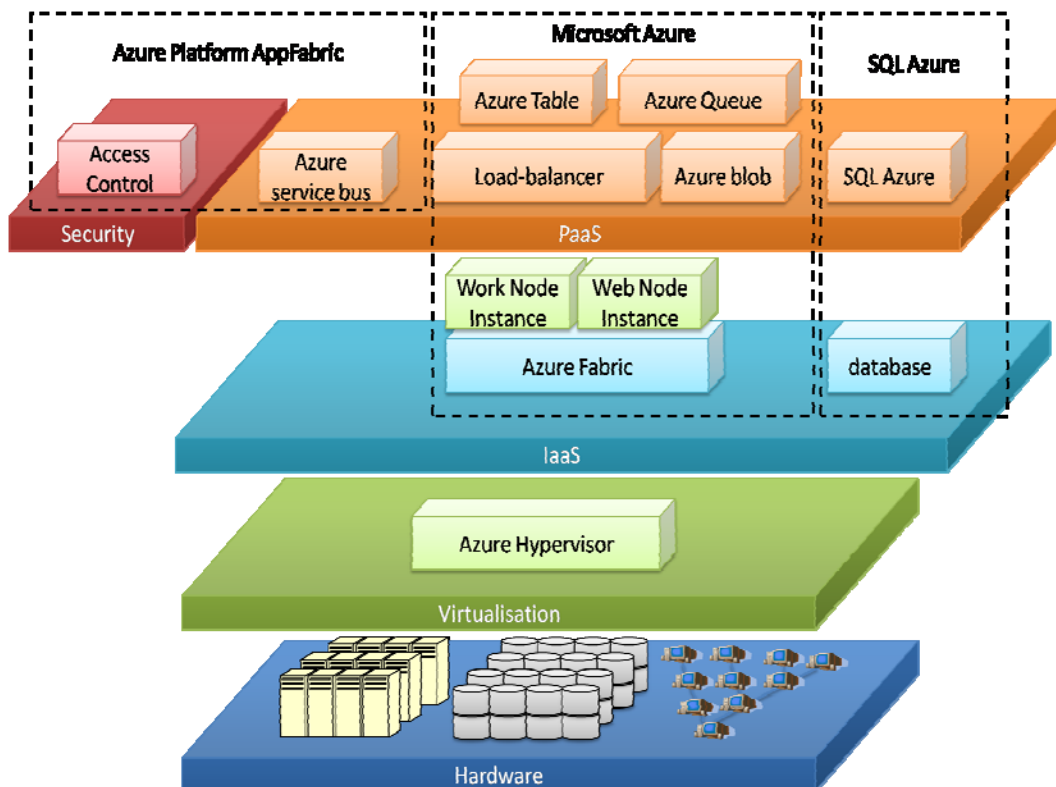 Azure Platform AppFabric
Microsoft Azure
SQL Azure
Azure Table
Azure Queue
Access
Control
Azure
service bus
Load-balancer
Azure blob
SQL Azure
Security
PaaS
Work Node
Instance
Web Node
Instance
Azure Fabric
database
IaaS
Azure Hypervisor
Virtualisation
Hardware